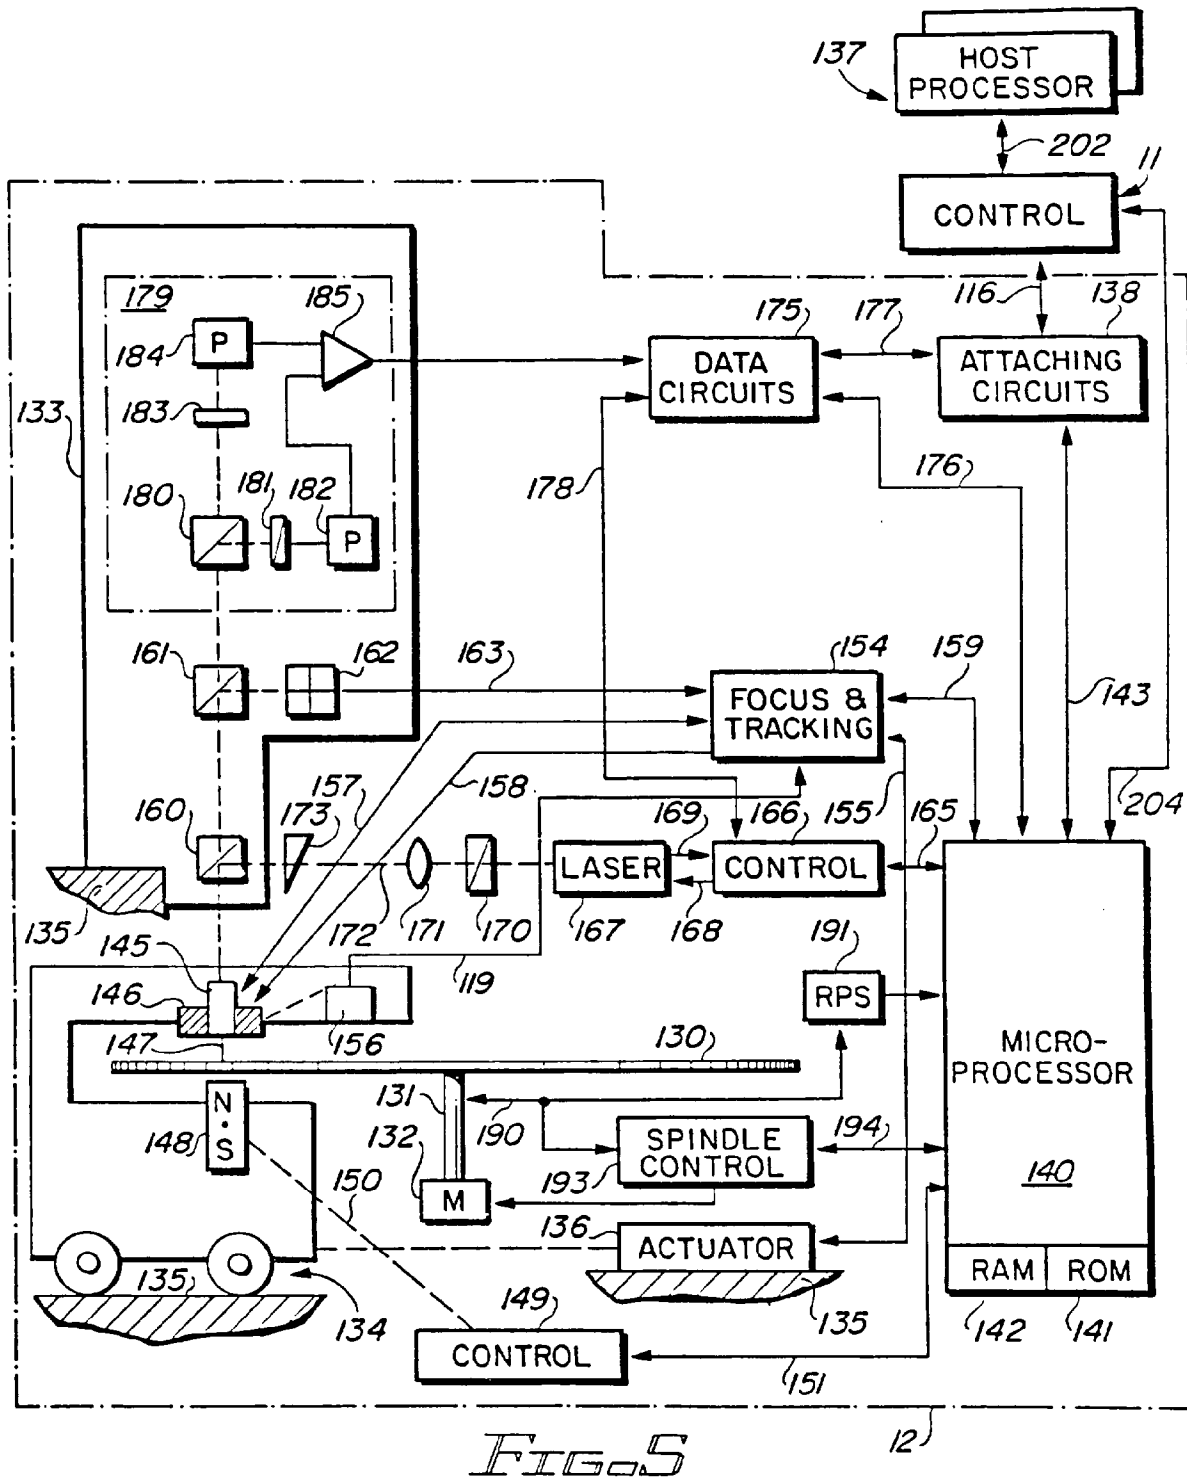 HOST
PROCESSOR
137
202
11
CONTROL
116
138
179
185
175
177
P
184
DATA
CIRCUITS
ATTACHING
CIRCUITS
183
133
176
178
180
181
182
P
161
162
163
154
159
FOCUS &
TRACKING
143
157
158
155
204
160
173
169
166
165
LASER
CONTROL
135
172
171
170
167
168
191
145
119
RPS
146
156
147
130
MICRO-
PROCESSOR
131
N
.
S
148
190
SPINDLE
CONTROL
194
132
193
140
150
M
136
ACTUATOR
RAM
ROM
135
149
135
134
142
141
CONTROL
151
12
FIG. 5